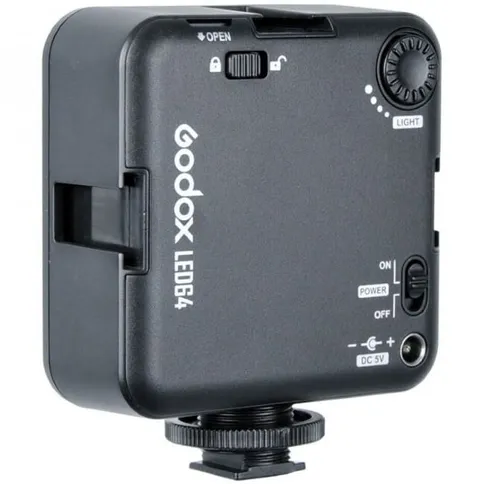 OPEN
LIGHT
Godox LED64
ON
POWER
OFF
- +
DC 5V